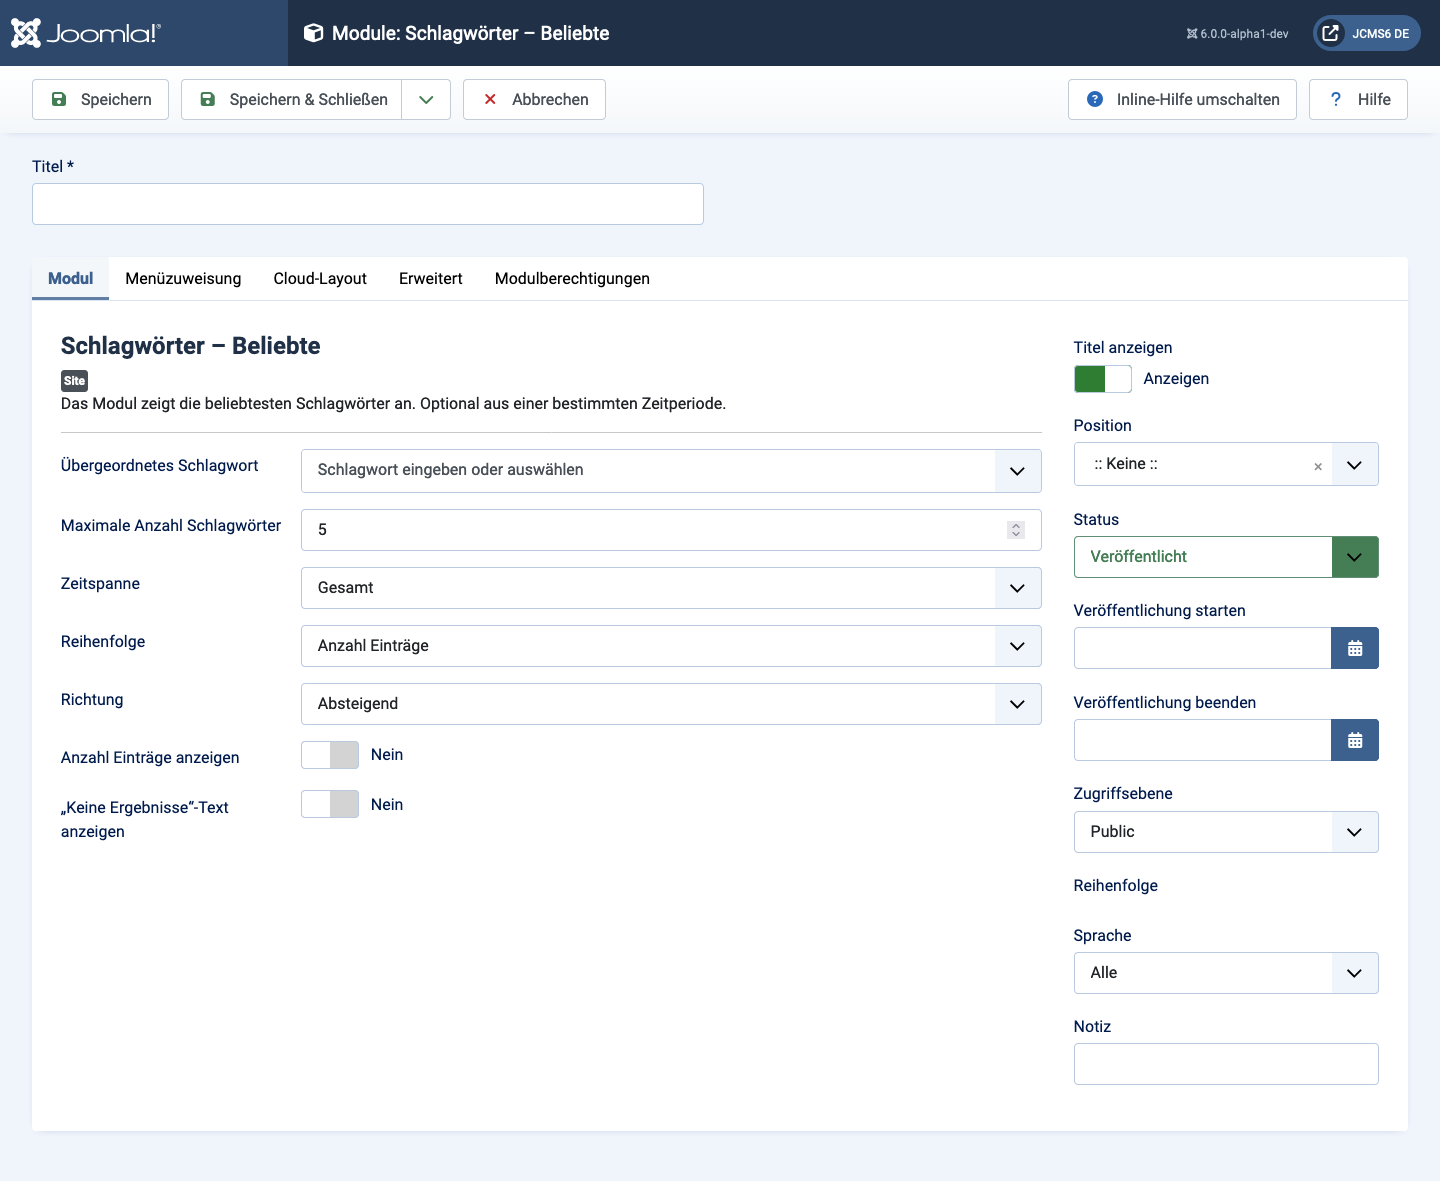 Joomla!®
Module: Schlagwörter – Beliebte
6.0.0-alpha1-dev
JCMS6 DE
Speichern
Speichern & Schließen
Abbrechen
Inline-Hilfe umschalten
Hilfe
Titel *
Modul
Menüzuweisung
Cloud-Layout
Erweitert
Modulberechtigungen
Schlagwörter – Beliebte
Site
Das Modul zeigt die beliebtesten Schlagwörter an. Optional aus einer bestimmten Zeitperiode.
Übergeordnetes Schlagwort
Schlagwort eingeben oder auswählen
Maximale Anzahl Schlagwörter
5
Zeitspanne
Gesamt
Reihenfolge
Anzahl Einträge
Richtung
Absteigend
Anzahl Einträge anzeigen
Nein
„Keine Ergebnisse“-Text
anzeigen
Nein
Titel anzeigen
Anzeigen
Position
:: Keine ::
Status
Veröffentlicht
Veröffentlichung starten
Veröffentlichung beenden
Zugriffsebene
Public
Reihenfolge
Sprache
Alle
Notiz